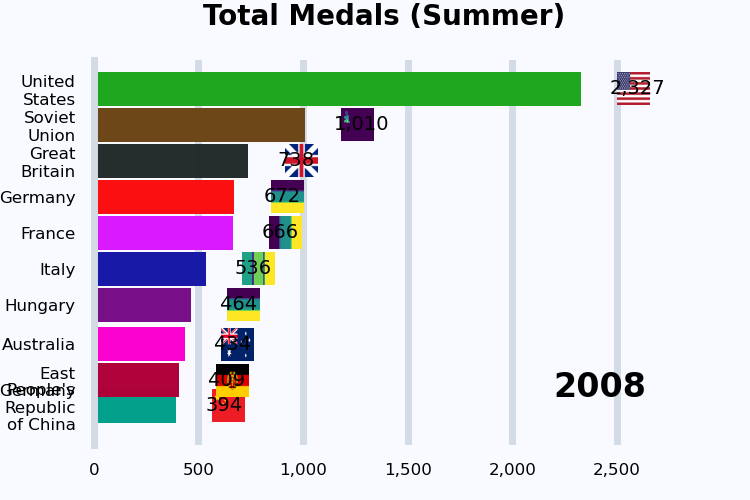 Total Medals (Summer)
United
States
2,327
Soviet
Union
1,010
Great
Britain
738
Germany
672
France
666
Italy
536
Hungary
464
Australia
434
East
Germany
409
People's
Republic
of China
394
2008
0 500 1,000 1,500 2,000 2,500